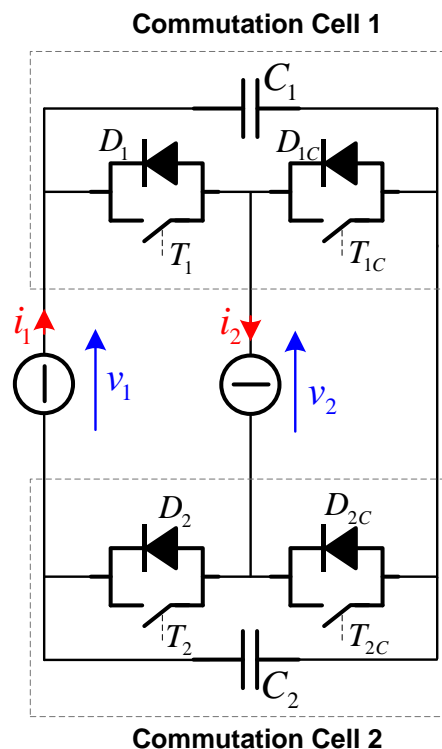 Commutation Cell 1
C₁
D₁ D₁C
T₁ T₁C
i₁ i₂
v₁ v₂
D₂ D₂C
T₂ T₂C
C₂
Commutation Cell 2